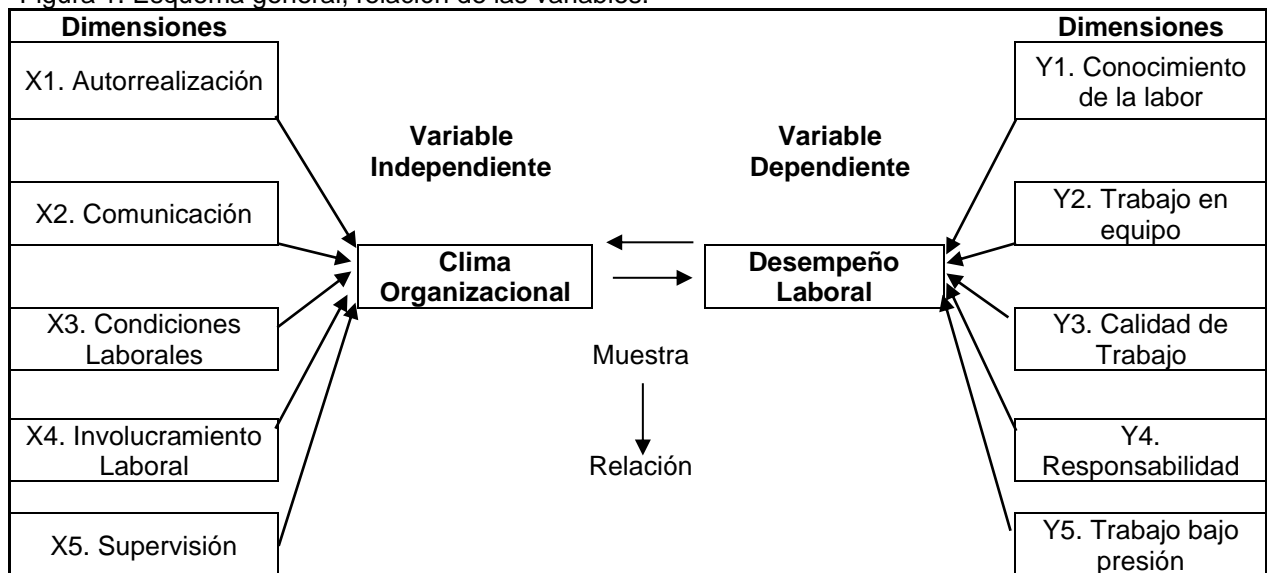 Figura 1. Esquema general, relación de las variables.
Dimensiones
X1. Autorrealización
X2. Comunicación
X3. Condiciones
Laborales
X4. Involucramiento
Laboral
X5. Supervisión
Variable
Independiente
Clima
Organizacional
Variable
Dependiente
Desempeño
Laboral
Muestra
Relación
Dimensiones
Y1. Conocimiento
de la labor
Y2. Trabajo en
equipo
Y3. Calidad de
Trabajo
Y4.
Responsabilidad
Y5. Trabajo bajo
presión